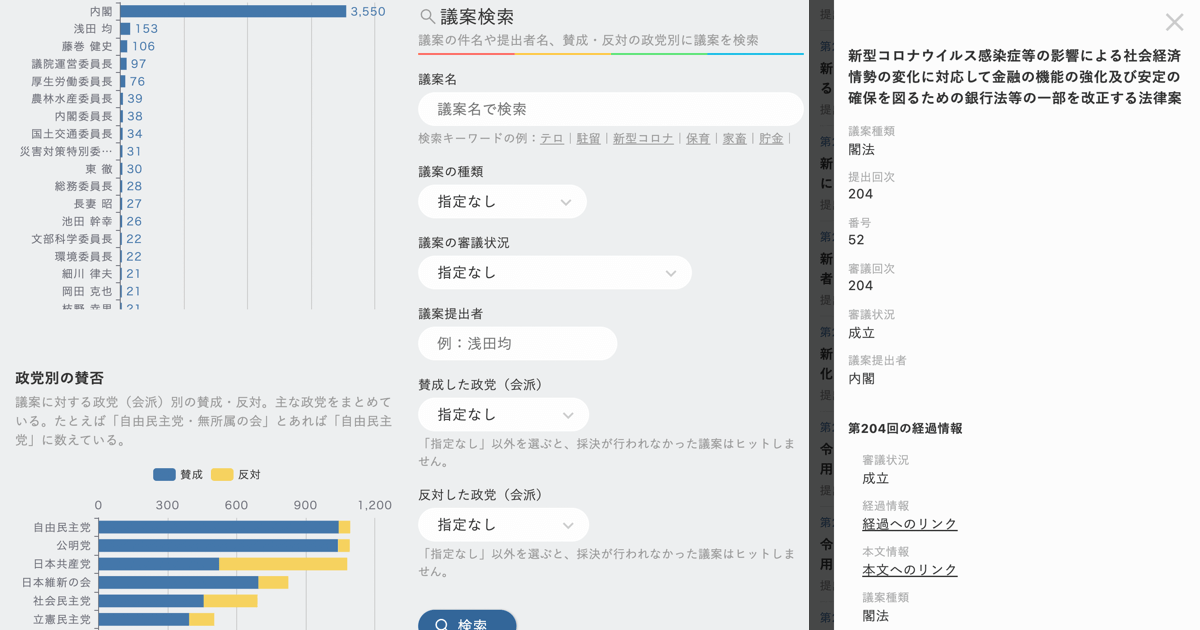 内閣 3,550
浅田 均 153
藤巻 健史 106
議院運営委員長 97
厚生労働委員長 76
農林水産委員長 39
内閣委員長 38
国土交通委員長 34
災害対策特別委… 31
東 徹 30
総務委員長 28
長妻 昭 27
池田 幹幸 26
文部科学委員長 22
環境委員長 22
細川 律夫 21
岡田 克也 21
枝野 幸男 21
政党別の賛否
議案に対する政党（会派）別の賛成・反対。主な政党をまとめて
いる。たとえば「自由民主党・無所属の会」とあれば「自由民主
党」に数えている。
賛成 反対
0 300 600 900 1,200
自由民主党
公明党
日本共産党
日本維新の会
社会民主党
立憲民主党
議案検索
議案の件名や提出者名、賛成・反対の政党別に議案を検索
議案名
議案名で検索
検索キーワードの例：テロ | 駐留 | 新型コロナ | 保育 | 家畜 | 貯金 |
議案の種類
指定なし
議案の審議状況
指定なし
議案提出者
例：浅田均
賛成した政党（会派）
指定なし
「指定なし」以外を選ぶと、採決が行われなかった議案はヒットしま
せん。
反対した政党（会派）
指定なし
「指定なし」以外を選ぶと、採決が行われなかった議案はヒットしま
せん。
検索
新型コロナウイルス感染症等の影響による社会経済
情勢の変化に対応して金融の機能の強化及び安定の
確保を図るための銀行法等の一部を改正する法律案
議案種類
閣法
提出回次
204
番号
52
審議回次
204
審議状況
成立
議案提出者
内閣
第204回の経過情報
審議状況
成立
経過情報
経過へのリンク
本文情報
本文へのリンク
議案種類
閣法